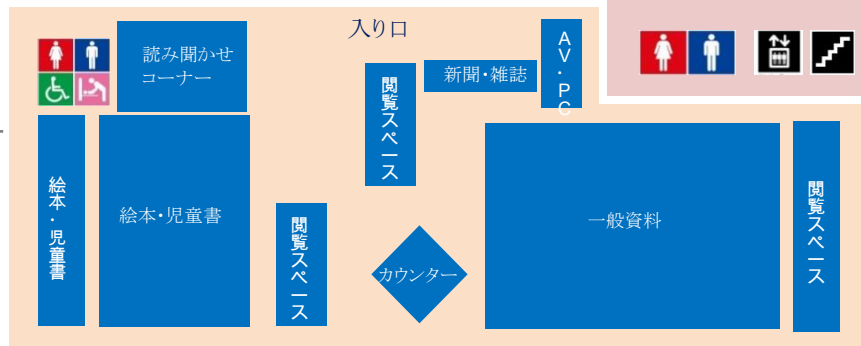 入り口
読み聞かせ
コーナー
AV・PC
新聞・雑誌
閲覧スペース
絵本・児童書
絵本・児童書
閲覧スペース
カウンター
一般資料
閲覧スペース